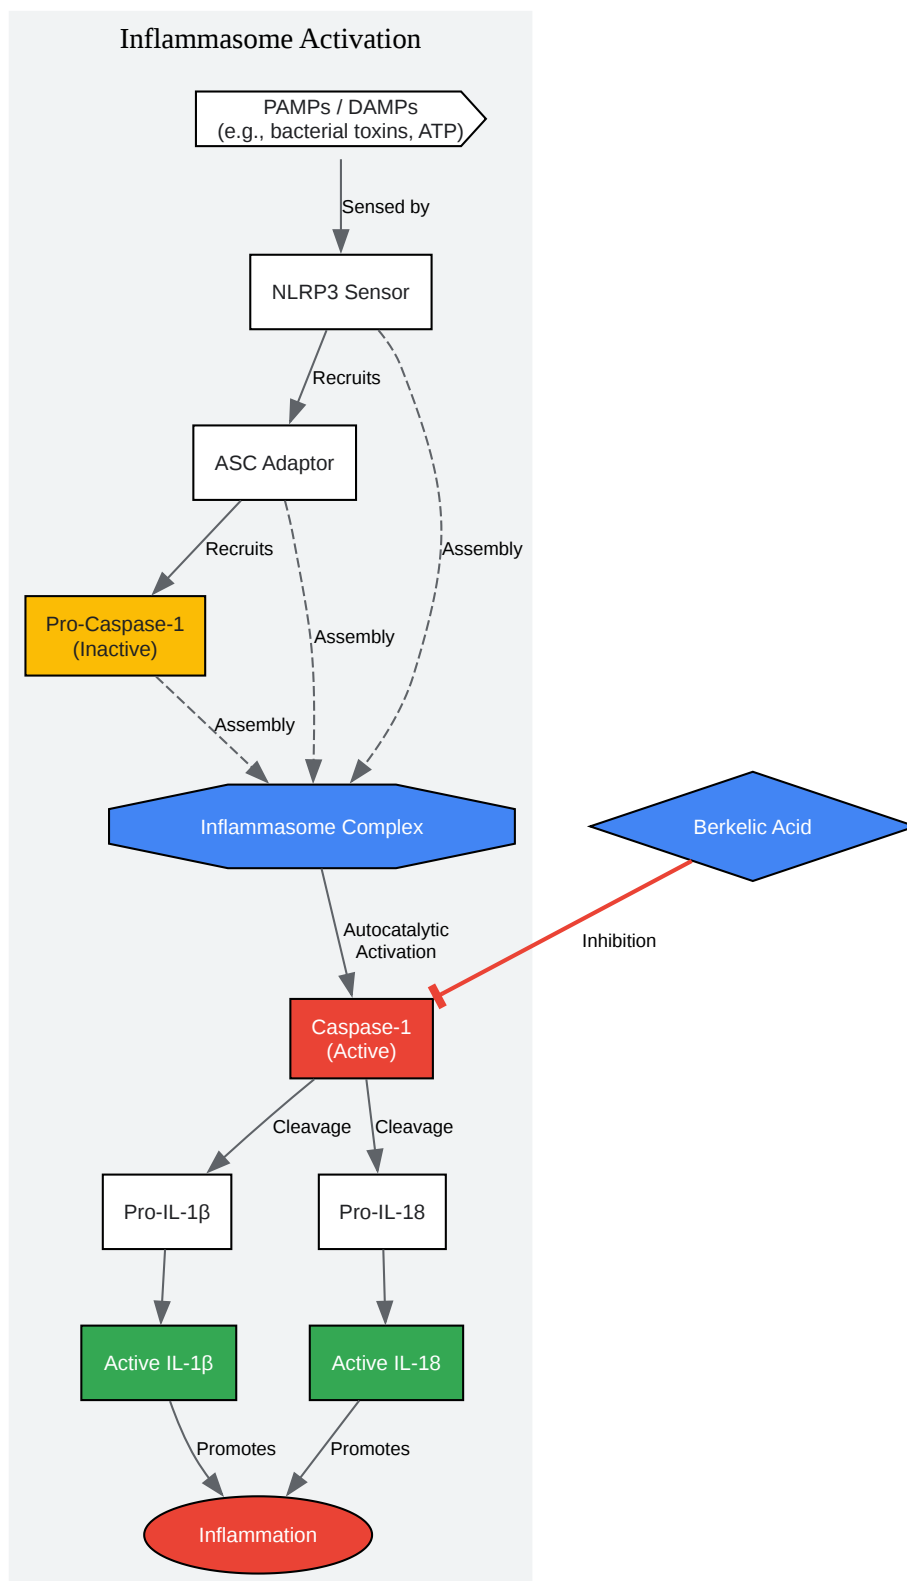 Inflammasome Activation
PAMPs / DAMPs
(e.g., bacterial toxins, ATP)
Sensed by
NLRP3 Sensor
Recruits
ASC Adaptor
Recruits
Assembly
Pro-Caspase-1
(Inactive)
Assembly
Assembly
Inflammasome Complex
Berkelic Acid
Autocatalytic
Activation
Inhibition
Caspase-1
(Active)
Cleavage
Cleavage
Pro-IL-1β
Pro-IL-18
Active IL-1β
Active IL-18
Promotes
Promotes
Inflammation